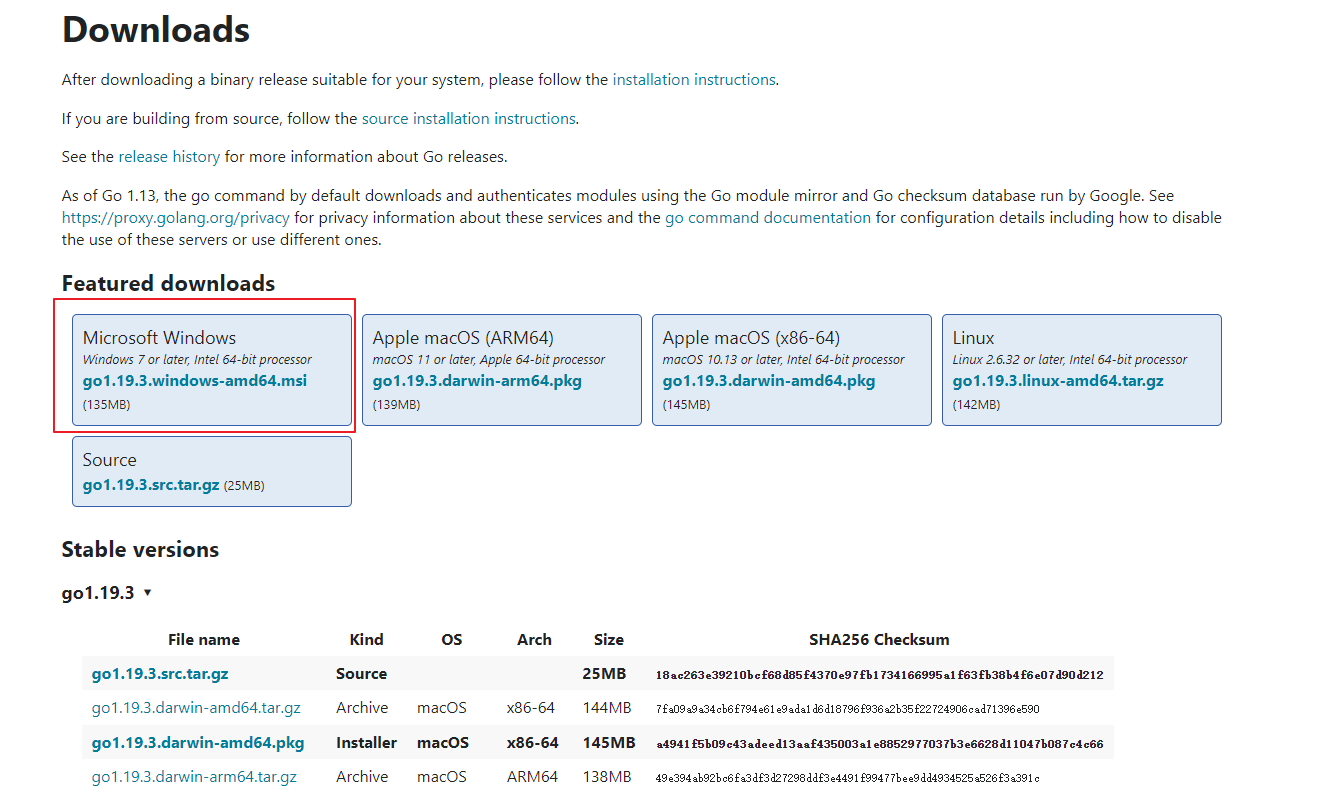 Downloads
After downloading a binary release suitable for your system, please follow the installation instructions.
If you are building from source, follow the source installation instructions.
See the release history for more information about Go releases.
As of Go 1.13, the go command by default downloads and authenticates modules using the Go module mirror and Go checksum database run by Google. See
https://proxy.golang.org/privacy for privacy information about these services and the go command documentation for configuration details including how to disable
the use of these servers or use different ones.
Featured downloads
Microsoft Windows
Windows 7 or later, Intel 64-bit processor
go1.19.3.windows-amd64.msi
(135MB)
Apple macOS (ARM64)
macOS 11 or later, Apple 64-bit processor
go1.19.3.darwin-arm64.pkg
(139MB)
Apple macOS (x86-64)
macOS 10.13 or later, Intel 64-bit processor
go1.19.3.darwin-amd64.pkg
(145MB)
Linux
Linux 2.6.32 or later, Intel 64-bit processor
go1.19.3.linux-amd64.tar.gz
(142MB)
Source
go1.19.3.src.tar.gz (25MB)
Stable versions
go1.19.3 ▾
File name Kind OS Arch Size SHA256 Checksum
go1.19.3.src.tar.gz Source 25MB 18ac263e39210bcf68d85f4370e97fb1734166995a1f63fb38b4f6e07d90d212
go1.19.3.darwin-amd64.tar.gz Archive macOS x86-64 144MB 7fa09a9a34cb6f794e61e9ada1d6d18796f936a2b35f22724906cad71396e590
go1.19.3.darwin-amd64.pkg Installer macOS x86-64 145MB a4941f5b09c43adeed13aaf435003a1e8852977037b3e6628d11047b087c4c66
go1.19.3.darwin-arm64.tar.gz Archive macOS ARM64 138MB 49e394ab92bc6fa3df3d27298ddf3e4491f99477bee9dd4934525a526f3a391c